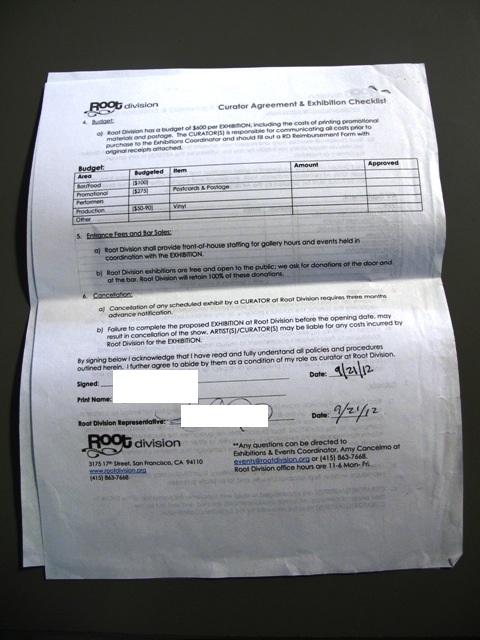 ROOt division
Curator Agreement & Exhibition Checklist
4. Budget:
a) Root Division has a budget of $600 per EXHIBITION, including the costs of printing promotional
materials and postage. The CURATOR(S) is responsible for communicating all costs prior to
purchase to the Exhibitions Coordinator and should fill out a RD Reimbursement Form with
original receipts attached.
Budget:
Area Budgeted Item Amount Approved
Bar/Food ($100)
Promotional ($275) Postcards & Postage
Performers
Production ($50-90) Vinyl
Other
5. Entrance Fees and Bar Sales:
a) Root Division shall provide front-of-house staffing for gallery hours and events held in
coordination with the EXHIBITION.
b) Root Division exhibitions are free and open to the public; we ask for donations at the door and
at the bar. Root Division will retain 100% of these donations.
6. Cancellation:
a) Cancellation of any scheduled exhibit by a CURATOR at Root Division requires three months
advance notification.
b) Failure to complete the proposed EXHIBITION at Root Division before the opening date, may
result in cancellation of the show. ARTIST(S)/CURATOR(S) may be liable for any costs incurred by
Root Division for the EXHIBITION.
By signing below I acknowledge that I have read and fully understand all policies and procedures
outlined herein. I further agree to abide by them as a condition of my role as curator at Root Division.
Signed: Date: 9/21/12
Print Name:
Root Division Representative: Date: 9/21/12
ROOt division
3175 17th Street, San Francisco, CA 94110
www.rootdivision.org
(415) 863-7668
**Any questions can be directed to
Exhibitions & Events Coordinator, Amy Cancelmo at
events@rootdivision.org or (415) 863-7668.
Root Division office hours are 11-6 Mon- Fri.